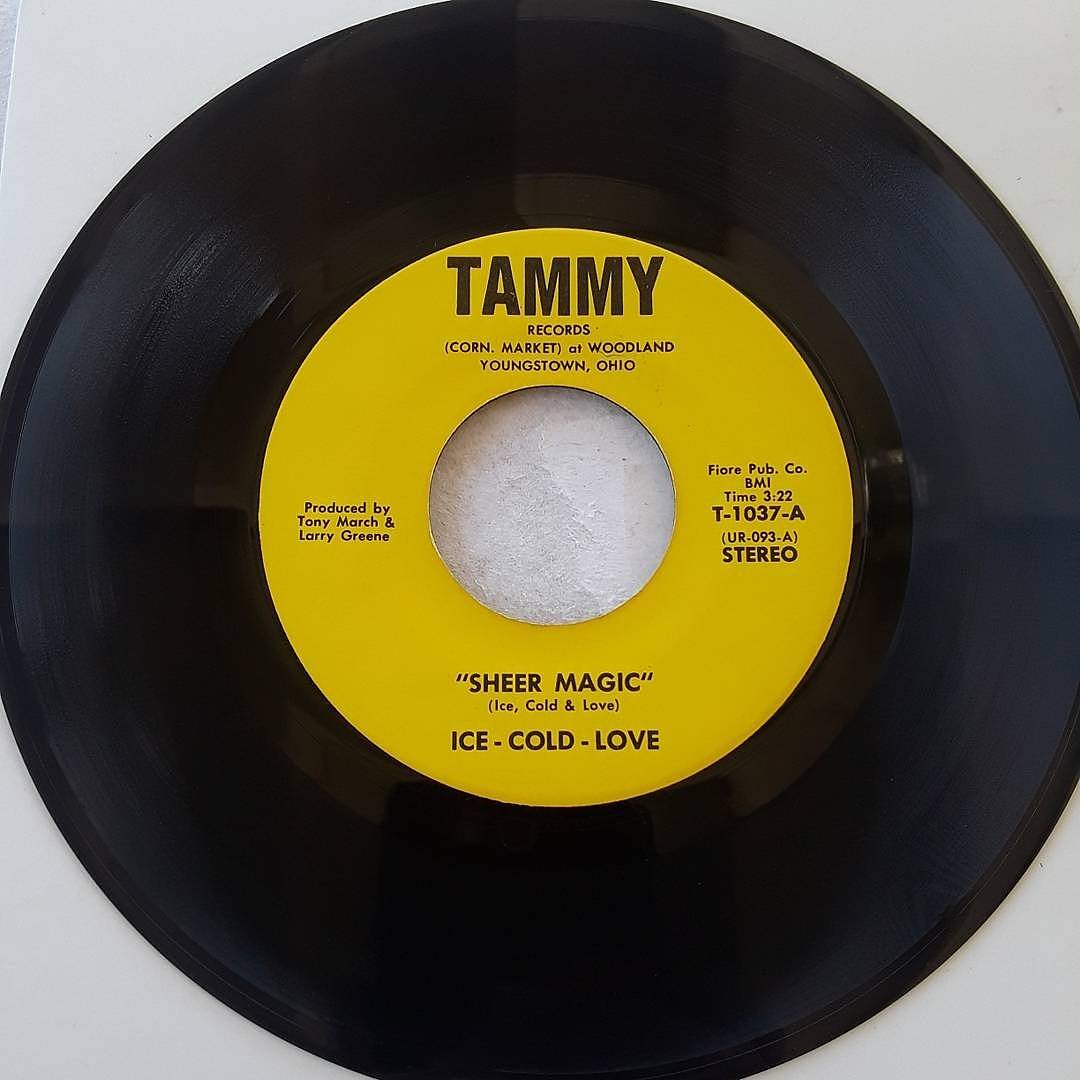 TAMMY
RECORDS
(CORN. MARKET) at WOODLAND
YOUNGSTOWN, OHIO
Produced by
Tony March &
Larry Greene
Fiore Pub. Co.
BMI
Time 3:22
T-1037-A
(UR-093-A)
STEREO
"SHEER MAGIC"
(Ice, Cold & Love)
ICE - COLD - LOVE